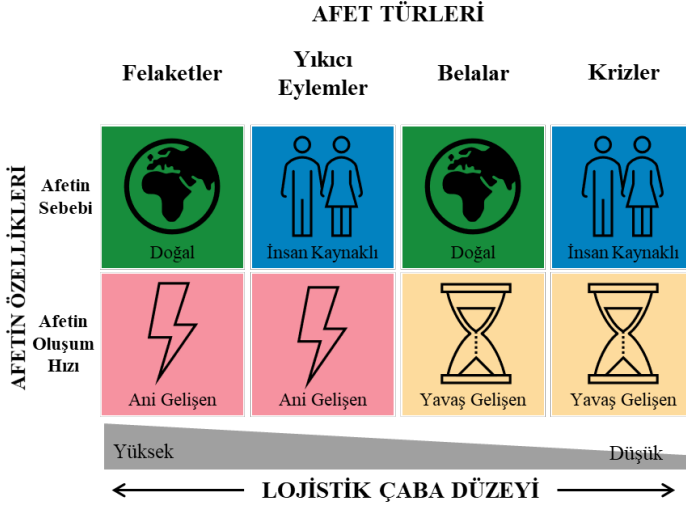 AFET TÜRLERİ
Felaketler
Yıkıcı
Eylemler
Belalar
Krizler
AFETİN ÖZELLİKLERİ
Afetin
Sebebi
Doğal
İnsan Kaynaklı
Doğal
İnsan Kaynaklı
Afetin
Oluşum
Hızı
Ani Gelişen
Ani Gelişen
Yavaş Gelişen
Yavaş Gelişen
Yüksek
Düşük
LOJİSTİK ÇABA DÜZEYİ